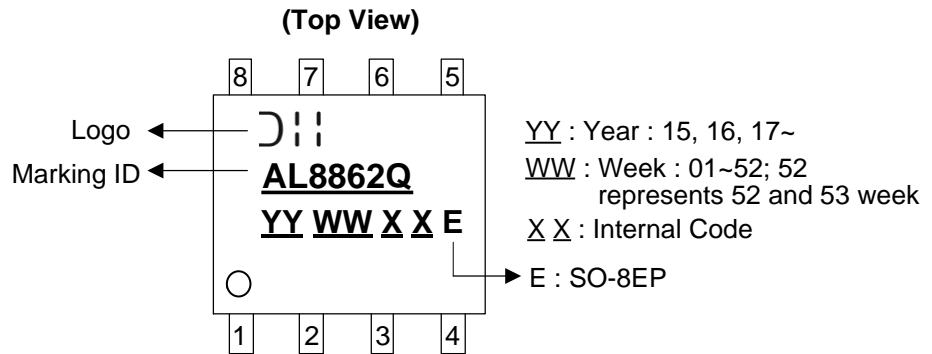 (Top View)
8 7 6 5
Logo
Marking ID
AL8862Q
YY WW X X E
YY : Year : 15, 16, 17~
WW : Week : 01~52; 52
represents 52 and 53 week
X X : Internal Code
E : SO-8EP
1 2 3 4